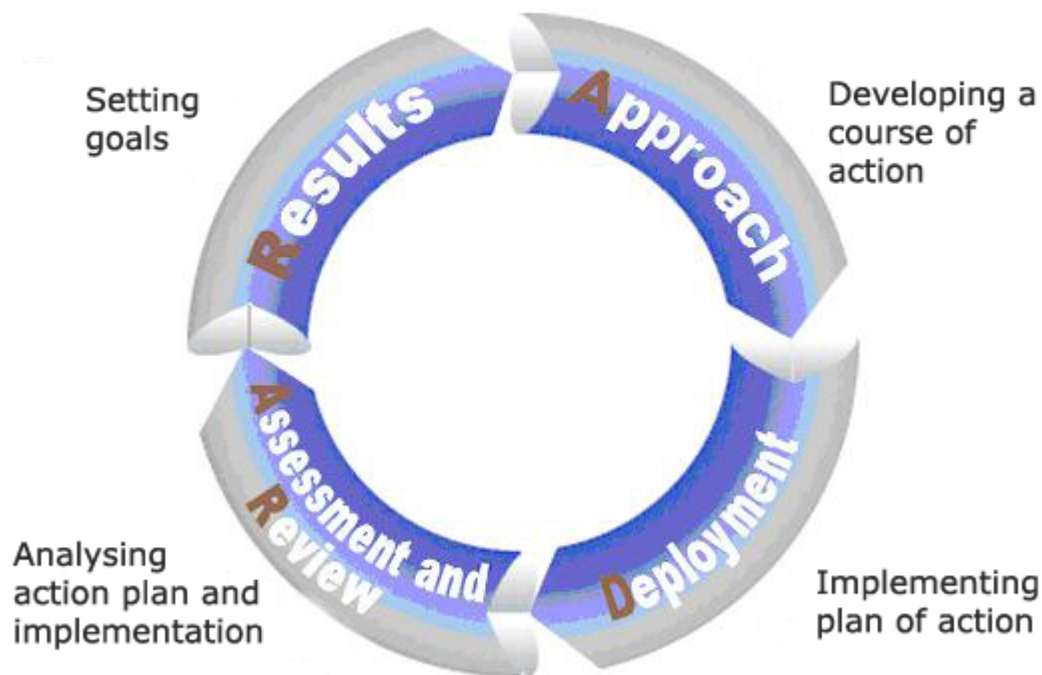 Setting
goals
Results
Approach
Developing a
course of
action
Assessment and
Review
Deployment
Analysing
action plan and
implementation
Implementing
plan of action